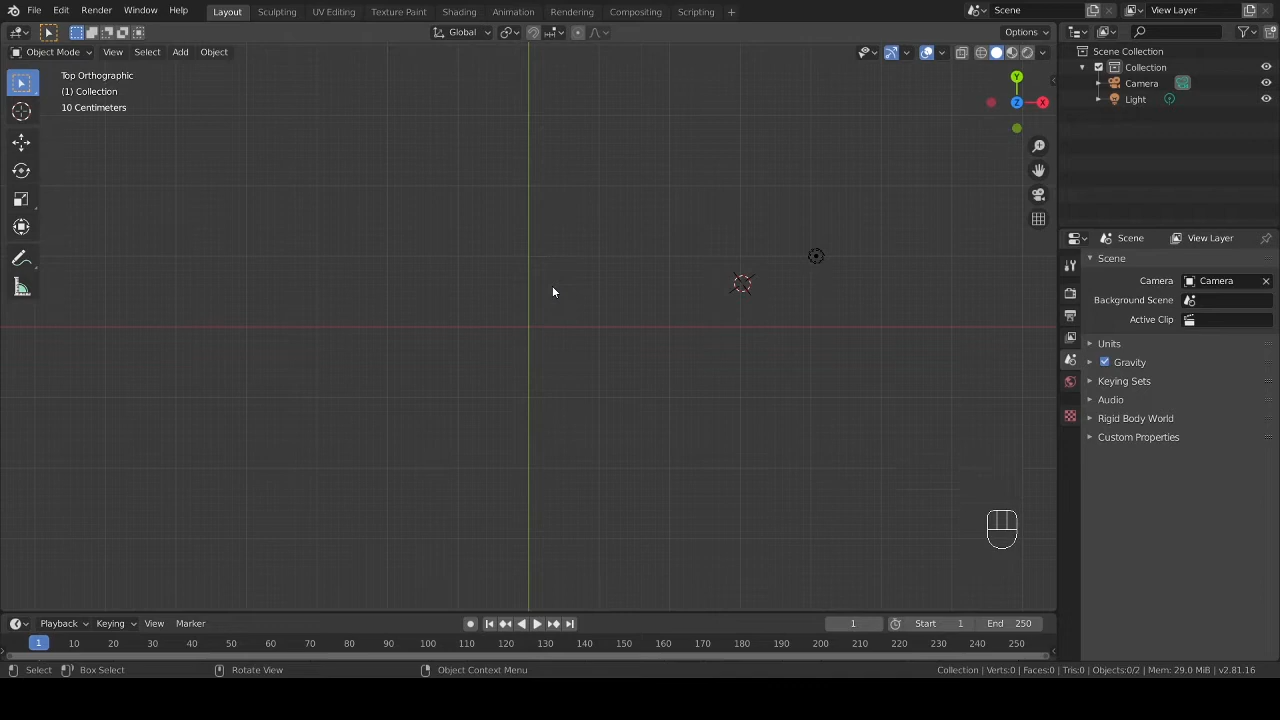 File Edit Render Window Help Layout Sculpting UV Editing Texture Paint Shading Animation Rendering Compositing Scripting + Scene View Layer
Global Options
Object Mode View Select Add Object
Top Orthographic
(1) Collection
10 Centimeters
Y
Z X
Scene Collection
Collection
Camera
Light
Scene View Layer
Scene
Camera Camera
Background Scene
Active Clip
Units
Gravity
Keying Sets
Audio
Rigid Body World
Custom Properties
Playback Keying View Marker 1 Start 1 End 250
1 10 20 30 40 50 60 70 80 90 100 110 120 130 140 150 160 170 180 190 200 210 220 230 240 250
Select Box Select Rotate View Object Context Menu Collection | Verts:0 | Faces:0 | Tris:0 | Objects:0/2 | Mem: 29.0 MiB | v2.81.16